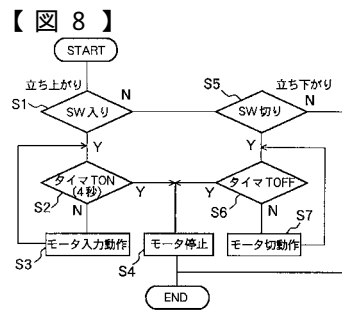 【図8】
START
立ち上がり N S5 立ち下がり N
S1 SW入り SW切り
Y Y
タイマTON
(4秒)
タイマTOFF
S2 N Y Y S6 N S7
モータ入力動作 モータ停止 モータ切動作
S3 S4
END